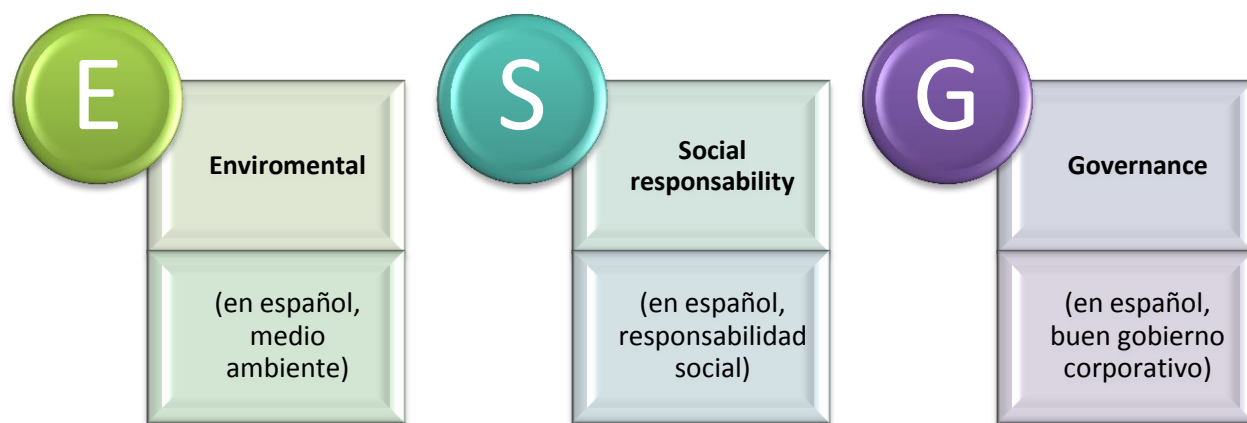 E
Enviromental
(en español,
medio
ambiente)
S
Social
responsability
(en español,
responsabilidad
social)
G
Governance
(en español,
buen gobierno
corporativo)